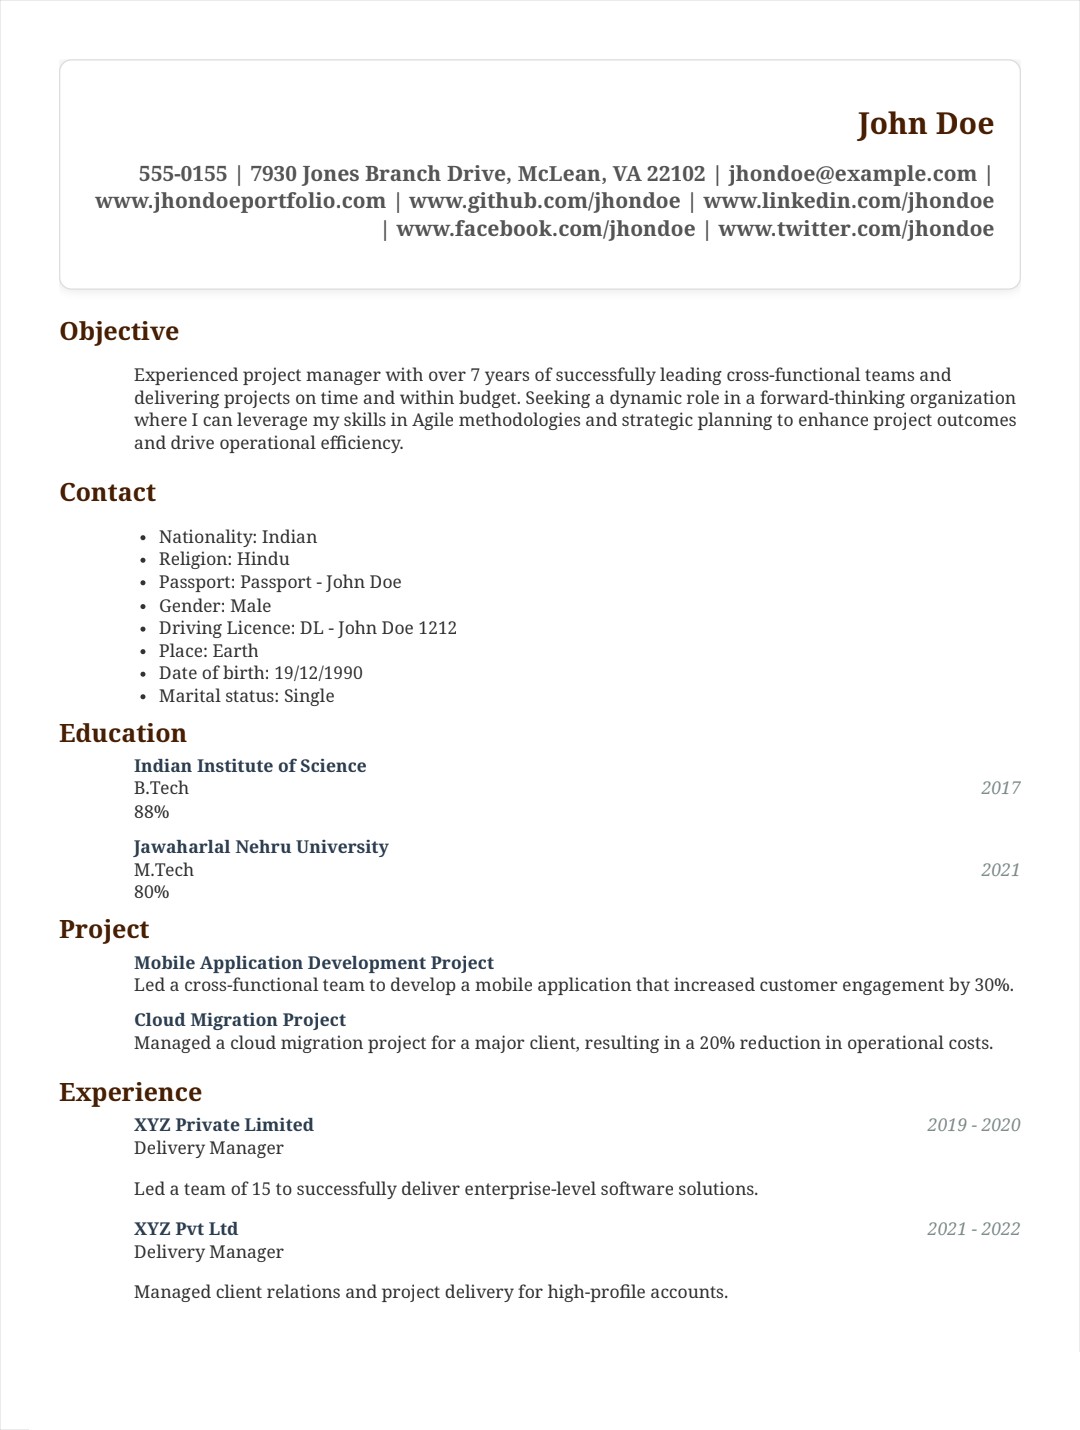 John Doe
555-0155 | 7930 Jones Branch Drive, McLean, VA 22102 | jhondoe@example.com |
www.jhondoeportfolio.com | www.github.com/jhondoe | www.linkedin.com/jhondoe
| www.facebook.com/jhondoe | www.twitter.com/jhondoe
Objective
Experienced project manager with over 7 years of successfully leading cross-functional teams and
delivering projects on time and within budget. Seeking a dynamic role in a forward-thinking organization
where I can leverage my skills in Agile methodologies and strategic planning to enhance project outcomes
and drive operational efficiency.
Contact
• Nationality: Indian
• Religion: Hindu
• Passport: Passport - John Doe
• Gender: Male
• Driving Licence: DL - John Doe 1212
• Place: Earth
• Date of birth: 19/12/1990
• Marital status: Single
Education
Indian Institute of Science
B.Tech 2017
88%
Jawaharlal Nehru University
M.Tech 2021
80%
Project
Mobile Application Development Project
Led a cross-functional team to develop a mobile application that increased customer engagement by 30%.
Cloud Migration Project
Managed a cloud migration project for a major client, resulting in a 20% reduction in operational costs.
Experience
XYZ Private Limited 2019 - 2020
Delivery Manager
Led a team of 15 to successfully deliver enterprise-level software solutions.
XYZ Pvt Ltd 2021 - 2022
Delivery Manager
Managed client relations and project delivery for high-profile accounts.